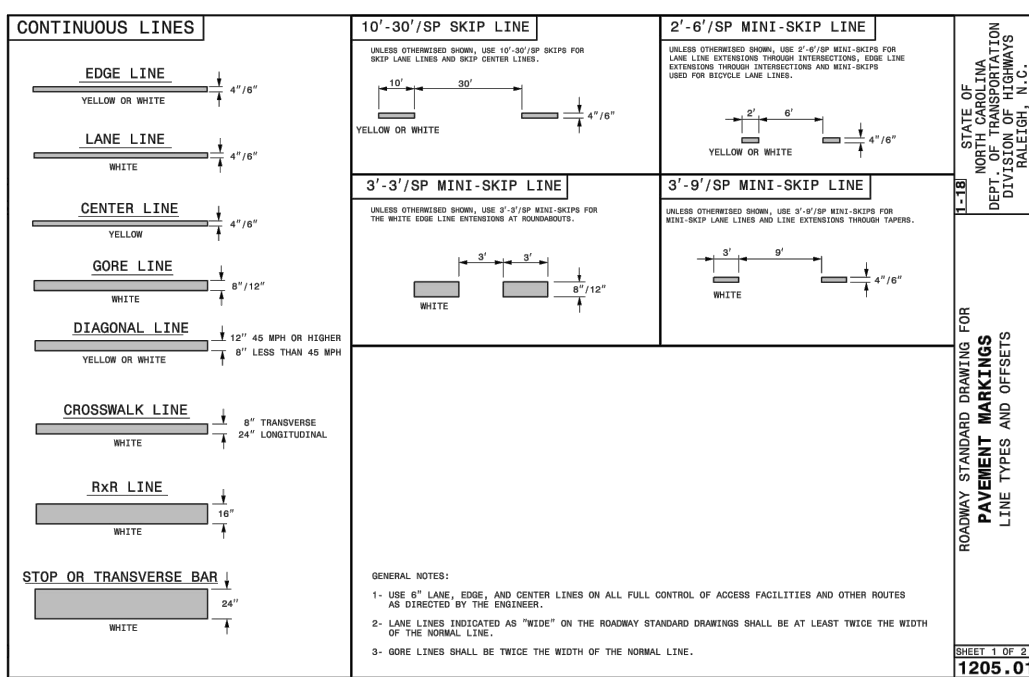 CONTINUOUS LINES
EDGE LINE
4"/6"
YELLOW OR WHITE
LANE LINE
4"/6"
WHITE
CENTER LINE
4"/6"
YELLOW
GORE LINE
8"/12"
WHITE
DIAGONAL LINE
12" 45 MPH OR HIGHER
8" LESS THAN 45 MPH
YELLOW OR WHITE
CROSSWALK LINE
8" TRANSVERSE
24" LONGITUDINAL
WHITE
RxR LINE
16"
WHITE
STOP OR TRANSVERSE BAR
24"
WHITE
10'-30'/SP SKIP LINE
UNLESS OTHERWISED SHOWN, USE 10'-30'/SP SKIPS FOR
SKIP LANE LINES AND SKIP CENTER LINES.
10'
30'
4"/6"
YELLOW OR WHITE
2'-6'/SP MINI-SKIP LINE
UNLESS OTHERWISED SHOWN, USE 2'-6'/SP MINI-SKIPS FOR
LANE LINE EXTENSIONS THROUGH INTERSECTIONS, EDGE LINE
EXTENSIONS THROUGH INTERSECTIONS AND MINI-SKIPS
USED FOR BICYCLE LANE LINES.
2'
6'
4"/6"
YELLOW OR WHITE
3'-3'/SP MINI-SKIP LINE
UNLESS OTHERWISED SHOWN, USE 3'-3'/SP MINI-SKIPS FOR
THE WHITE EDGE LINE ENTENSIONS AT ROUNDABOUTS.
3'
3'
8"/12"
WHITE
3'-9'/SP MINI-SKIP LINE
UNLESS OTHERWISED SHOWN, USE 3'-9'/SP MINI-SKIPS FOR
MINI-SKIP LANE LINES AND LINE EXTENSIONS THROUGH TAPERS.
3'
9'
4"/6"
WHITE
GENERAL NOTES:
1- USE 6" LANE, EDGE, AND CENTER LINES ON ALL FULL CONTROL OF ACCESS FACILITIES AND OTHER ROUTES
AS DIRECTED BY THE ENGINEER.
2- LANE LINES INDICATED AS "WIDE" ON THE ROADWAY STANDARD DRAWINGS SHALL BE AT LEAST TWICE THE WIDTH
OF THE NORMAL LINE.
3- GORE LINES SHALL BE TWICE THE WIDTH OF THE NORMAL LINE.
1-18
STATE OF
NORTH CAROLINA
DEPT. OF TRANSPORTATION
DIVISION OF HIGHWAYS
RALEIGH, N.C.
ROADWAY STANDARD DRAWING FOR
PAVEMENT MARKINGS
LINE TYPES AND OFFSETS
SHEET 1 OF 2
1205.01